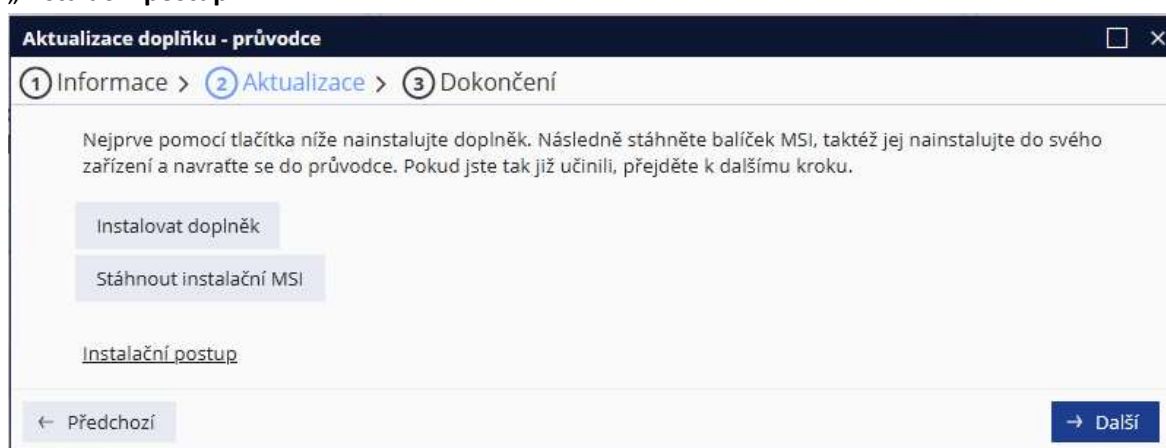 Aktualizace doplňku - průvodce
1 Informace > 2 Aktualizace > 3 Dokončení
Nejprve pomocí tlačítka níže nainstalujte doplněk. Následně stáhněte balíček MSI, taktéž jej nainstalujte do svého
zařízení a navraťte se do průvodce. Pokud jste tak již učinili, přejděte k dalšímu kroku.
Instalovat doplněk
Stáhnout instalační MSI
Instalační postup
← Předchozí
→ Další